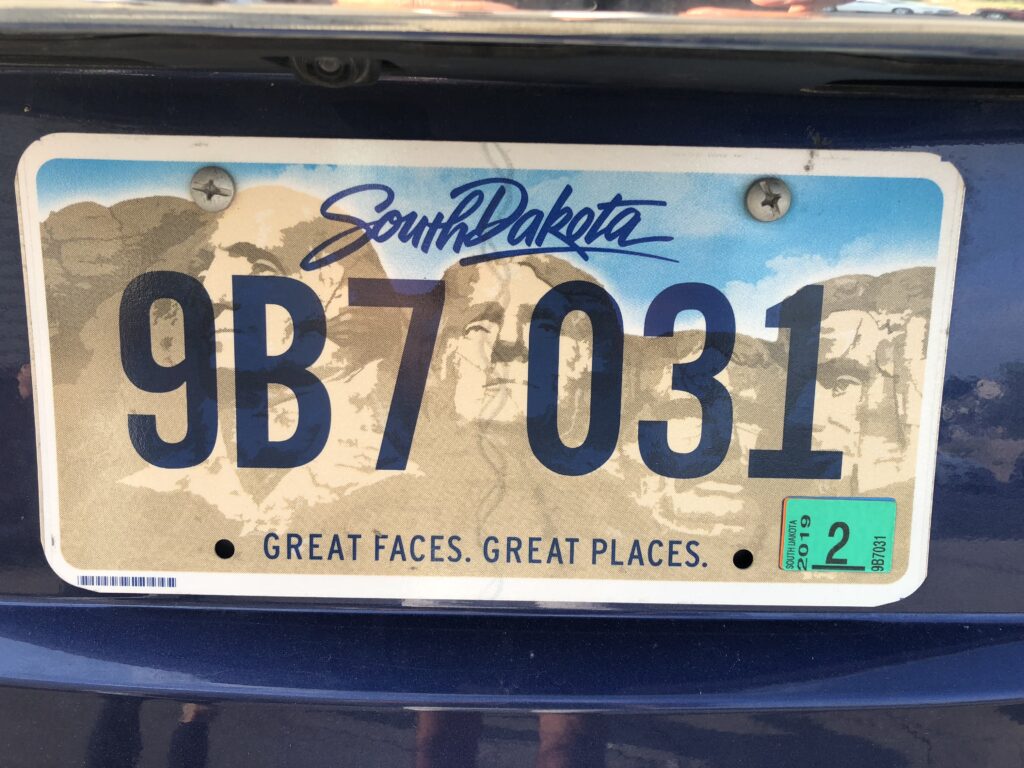 South Dakota
9B7 031
GREAT FACES. GREAT PLACES.
SOUTH DAKOTA
2019
2
9B7031